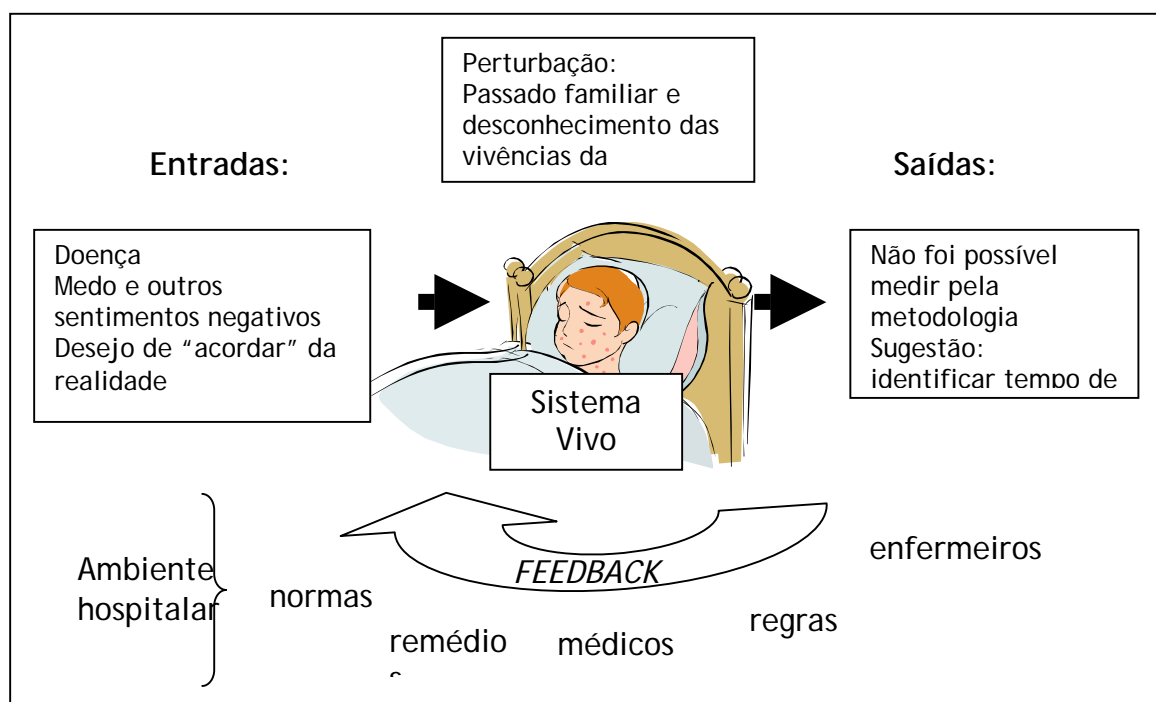 Perturbação:
Passado familiar e
desconhecimento das
vivências da
Entradas:
Saídas:
Doença
Medo e outros
sentimentos negativos
Desejo de “acordar” da
realidade
Não foi possível
medir pela
metodologia
Sugestão:
identificar tempo de
Sistema
Vivo
FEEDBACK
Ambiente
hospitalar
normas
remédio
s
médicos
regras
enfermeiros